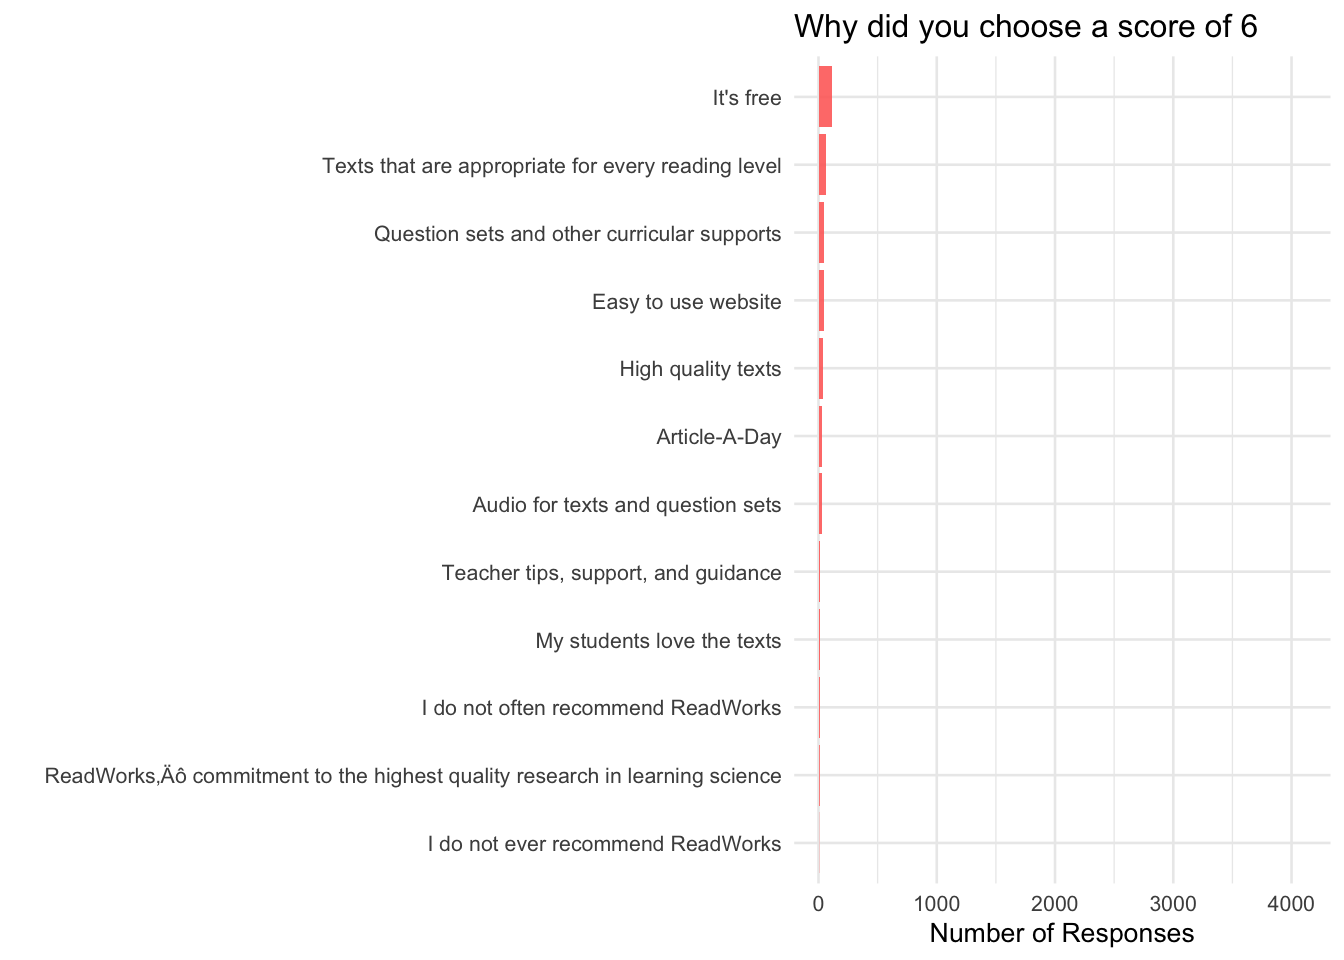 Why did you choose a score of 6
It's free
Texts that are appropriate for every reading level
Question sets and other curricular supports
Easy to use website
High quality texts
Article-A-Day
Audio for texts and question sets
Teacher tips, support, and guidance
My students love the texts
I do not often recommend ReadWorks
ReadWorks‚Äô commitment to the highest quality research in learning science
I do not ever recommend ReadWorks
0 1000 2000 3000 4000
Number of Responses